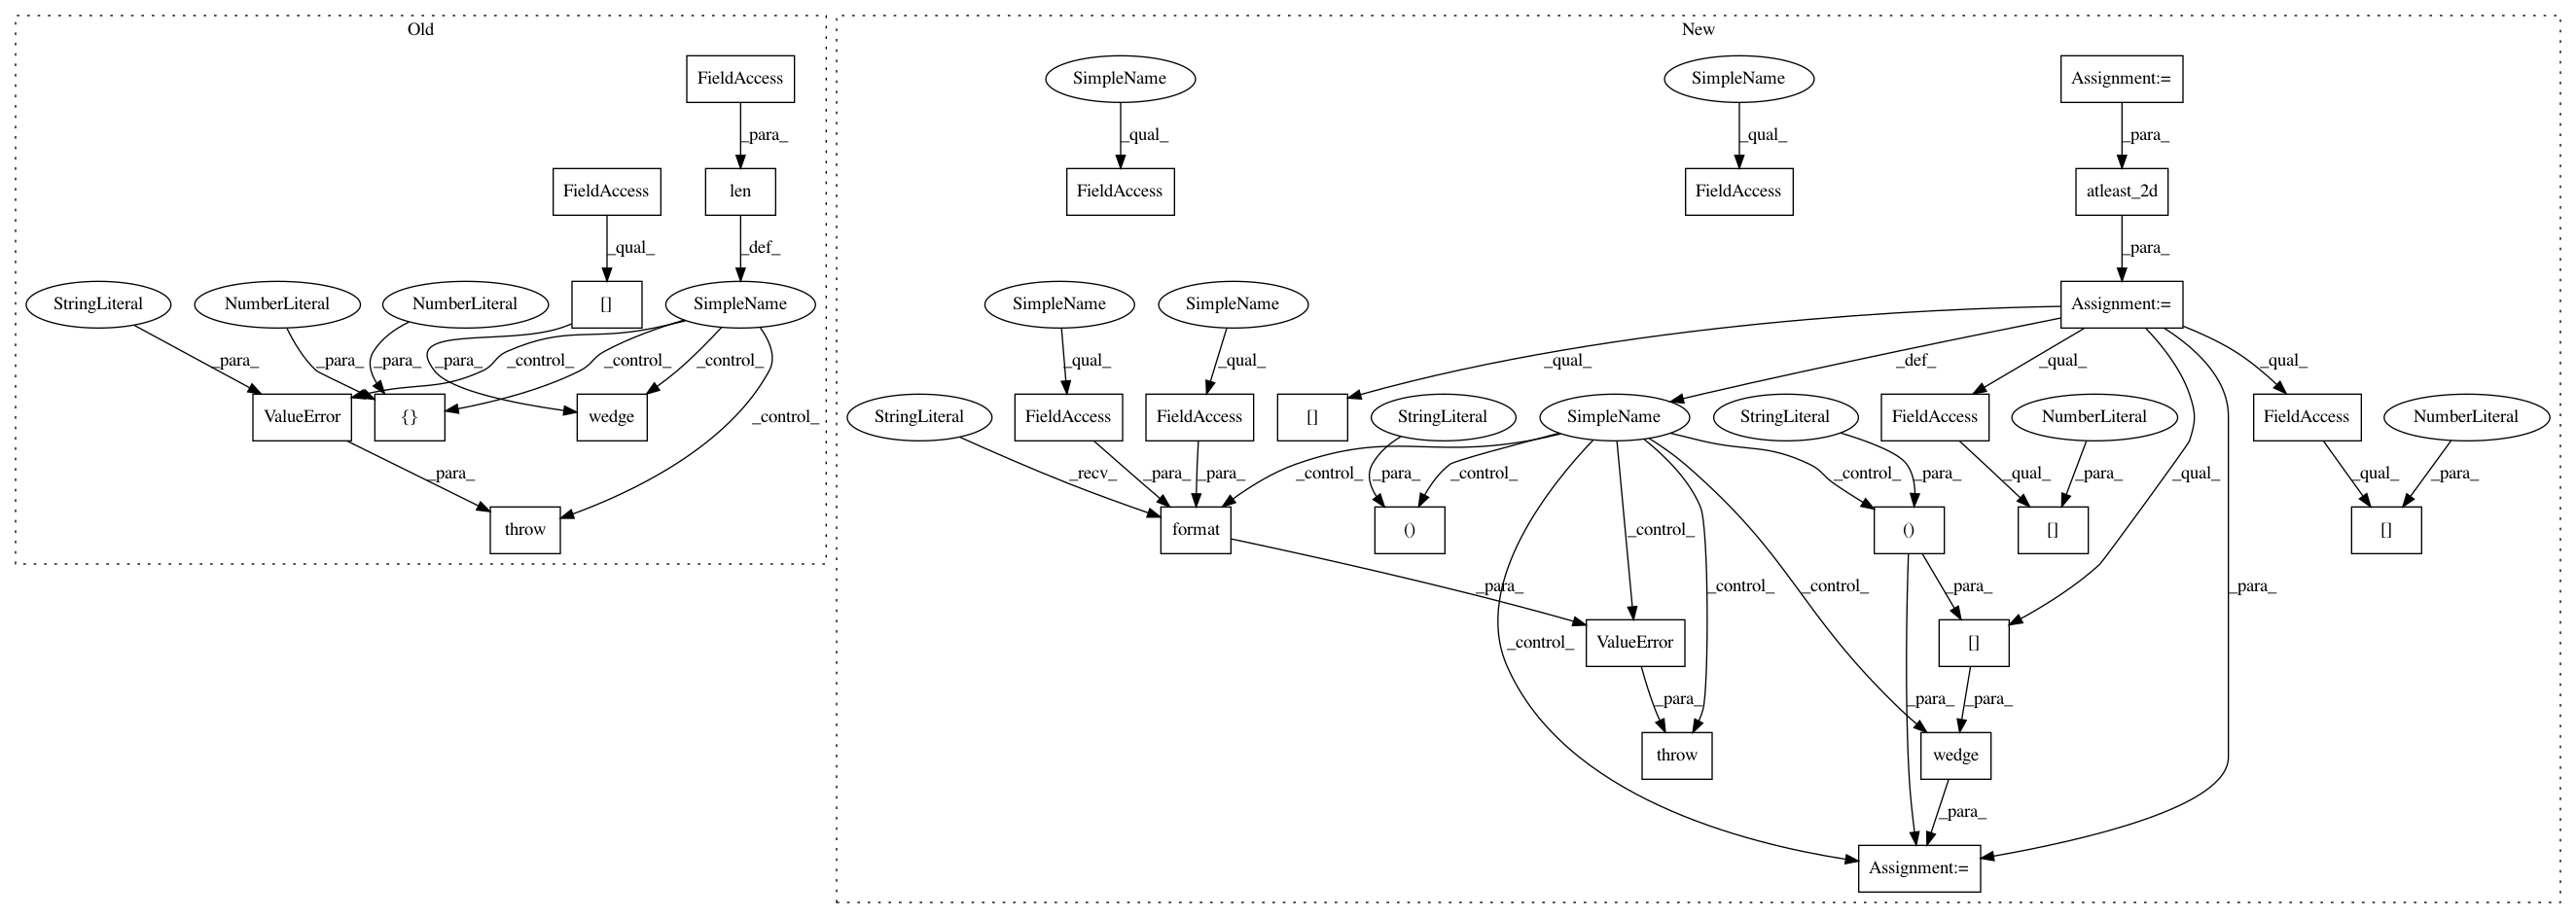 Old
New
FieldAccess
SimpleName
SimpleName
Assignment:=
_para_
_qual_
_qual_
_para_
FieldAccess
len
FieldAccess
FieldAccess
atleast_2d
_qual_
_def_
_para_
StringLiteral
NumberLiteral
NumberLiteral
[]
SimpleName
SimpleName
SimpleName
Assignment:=
_para_
_para_
_para_
_para_
_control_
_control_
_control_
_qual_
_qual_
_qual_
_def_
_qual_
_qual_
ValueError
{}
wedge
_control_
StringLiteral
FieldAccess
FieldAccess
[]
StringLiteral
SimpleName
StringLiteral
FieldAccess
NumberLiteral
FieldAccess
NumberLiteral
_para_
_recv_
_para_
_para_
_control_
_para_
_control_
_control_
_para_
_qual_
_para_
_qual_
_qual_
_para_
throw
format
()
_control_
()
[]
[]
_para_
_control_
_control_
_para_
_para_
ValueError
[]
_control_
_para_
_para_
_para_
throw
wedge
_para_
Assignment:=